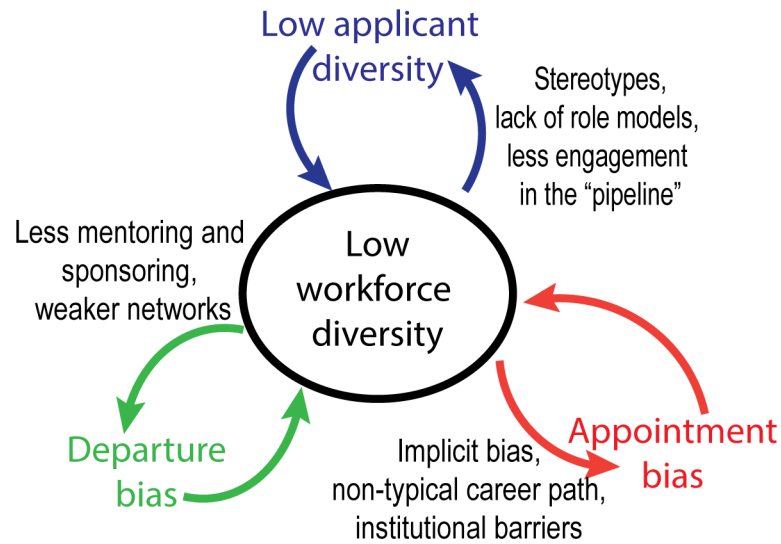 Low applicant
diversity
Stereotypes,
lack of role models,
less engagement
in the “pipeline”
Less mentoring and
sponsoring,
weaker networks
Low
workforce
diversity
Departure
bias
Implicit bias,
non-typical career path,
institutional barriers
Appointment
bias